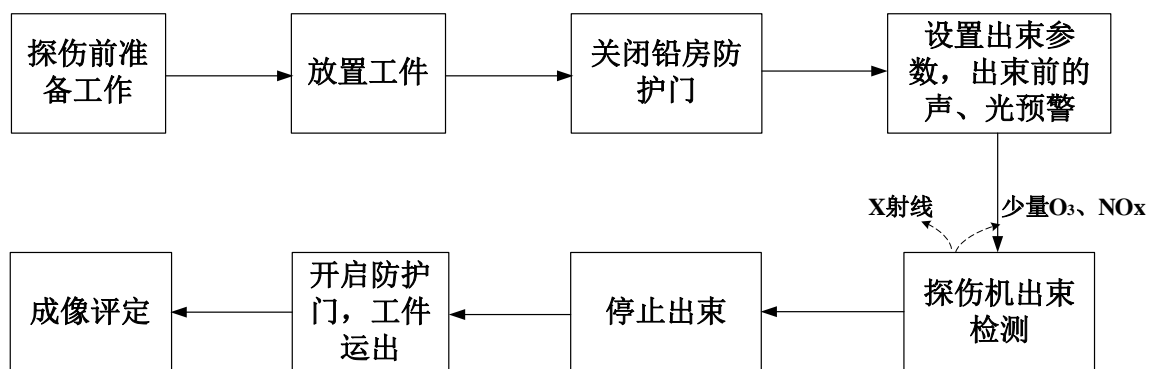 探伤前准
备工作
放置工件
关闭铅房防
护门
设置出束参
数，出束前的
声、光预警
X射线
少量O₃、NOx
探伤机出束
检测
停止出束
开启防护
门，工件
运出
成像评定